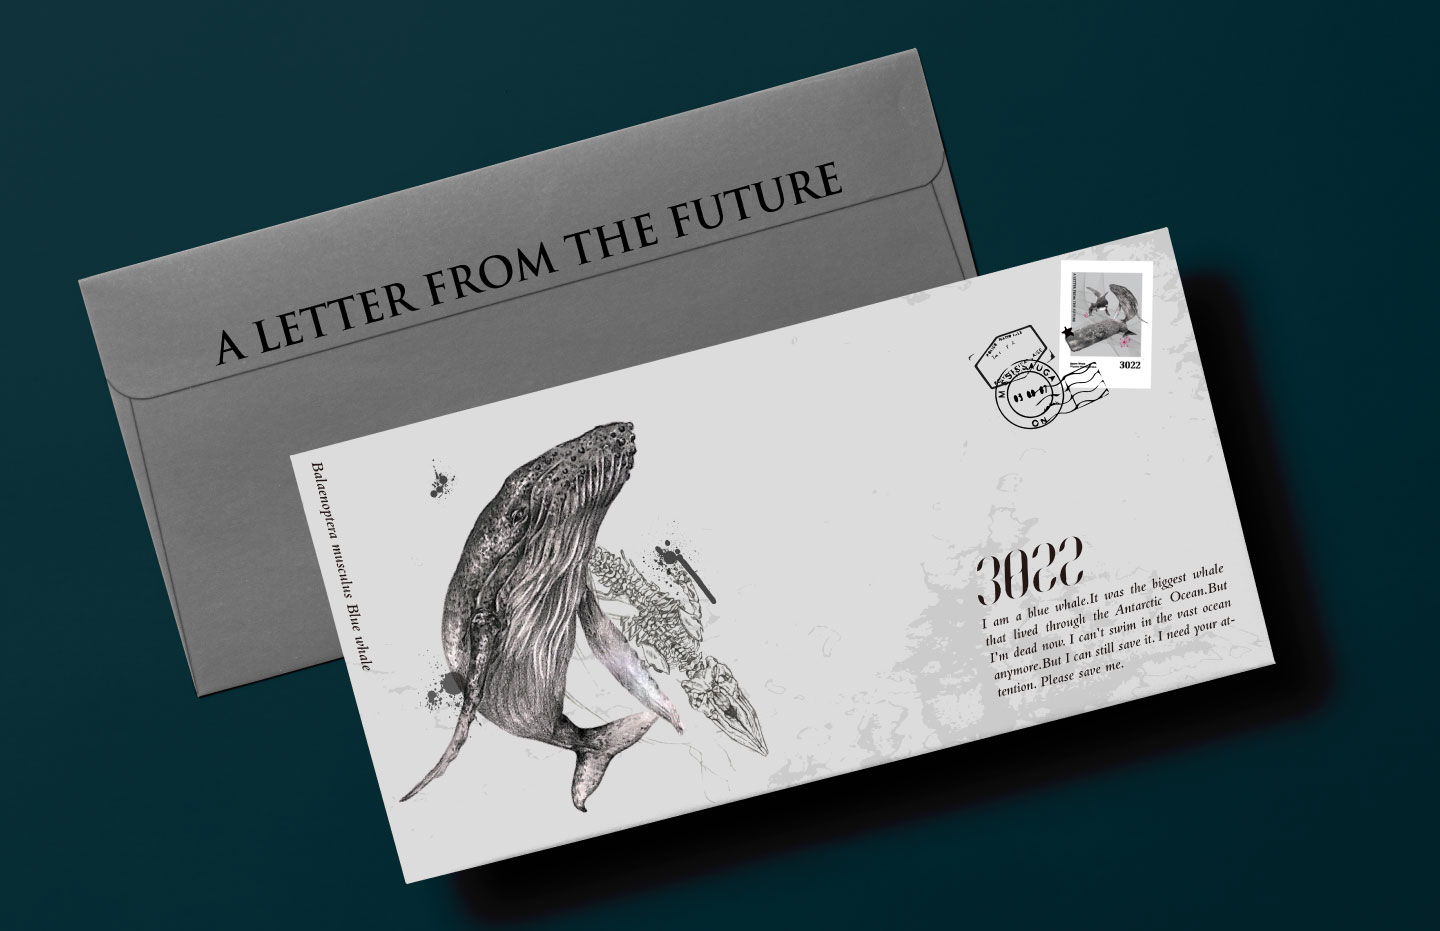 A LETTER FROM THE FUTURE
Balaenoptera musculus Blue whale
3022
MISSISSAUGA
ON
3022
I am a blue whale.It was the biggest whale
that lived through the Antarctic Ocean.But
I'm dead now. I can't swim in the vast ocean
anymore.But I can still save it. I need your at-
tention. Please save me.